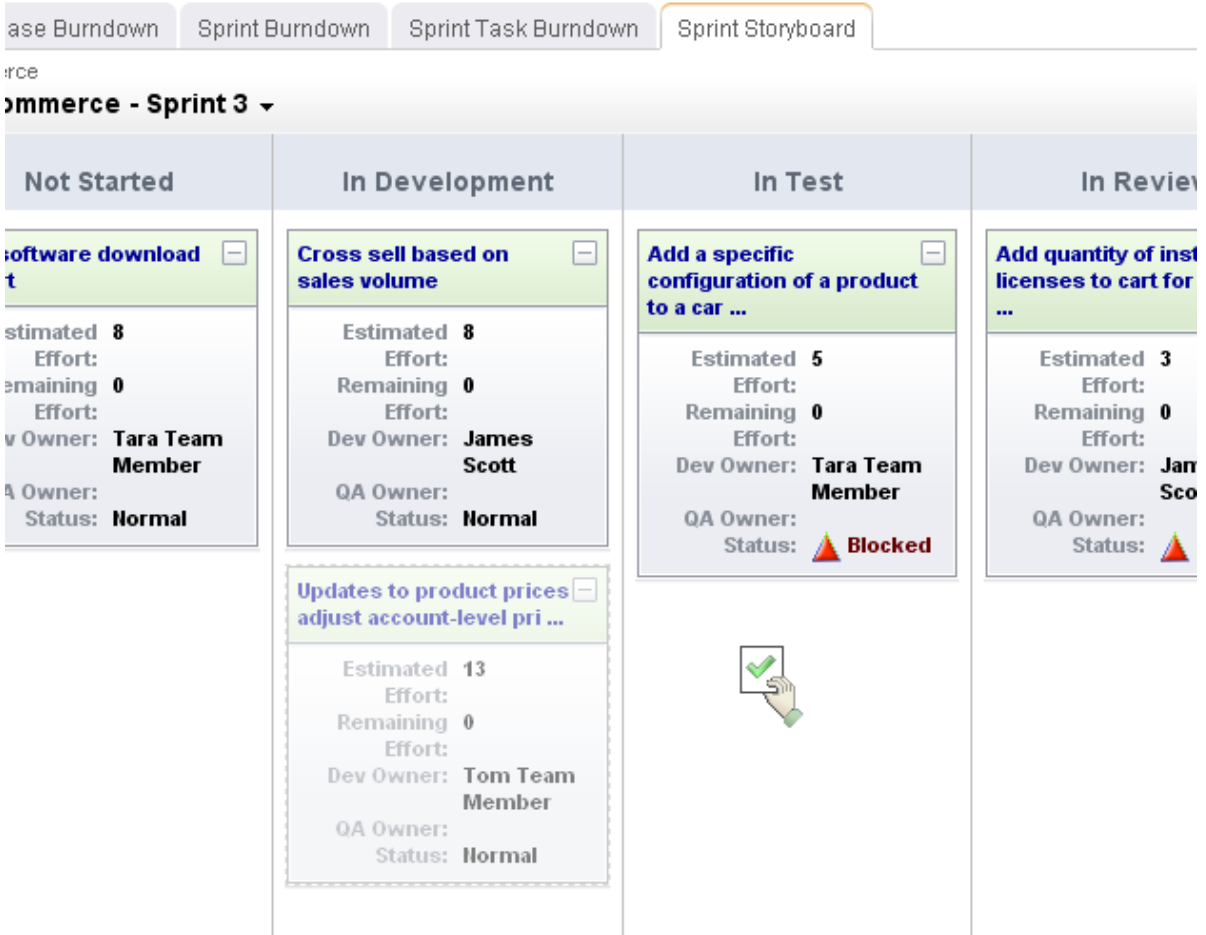 ase Burndown
Sprint Burndown
Sprint Task Burndown
Sprint Storyboard
erce
ommerce - Sprint 3
Not Started
In Development
In Test
In Review
software download
t
stimated 8
Effort:
emaining 0
Effort:
v Owner: Tara Team
Member
A Owner:
Status: Normal
Cross sell based on
sales volume
Estimated 8
Effort:
Remaining 0
Effort:
Dev Owner: James
Scott
QA Owner:
Status: Normal
Updates to product prices
adjust account-level pri ...
Estimated 13
Effort:
Remaining 0
Effort:
Dev Owner: Tom Team
Member
QA Owner:
Status: Normal
Add a specific
configuration of a product
to a car ...
Estimated 5
Effort:
Remaining 0
Effort:
Dev Owner: Tara Team
Member
QA Owner:
Status: Blocked
Add quantity of inst
licenses to cart for
...
Estimated 3
Effort:
Remaining 0
Effort:
Dev Owner: Jam
Sco
QA Owner:
Status: